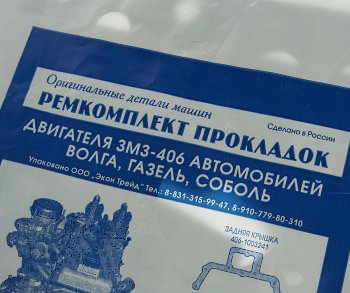 Оригинальные детали машин
Сделано в России
РЕМКОМПЛЕКТ ПРОКЛАДОК
ДВИГАТЕЛЯ ЗМЗ-406 АВТОМОБИЛЕЙ
ВОЛГА, ГАЗЕЛЬ, СОБОЛЬ
Упаковано ООО „Экон Трейд” Тел.: 8-831-315-99-47, 8-910-779-80-310
ЗАДНЯЯ КРЫШКА
406-1003241